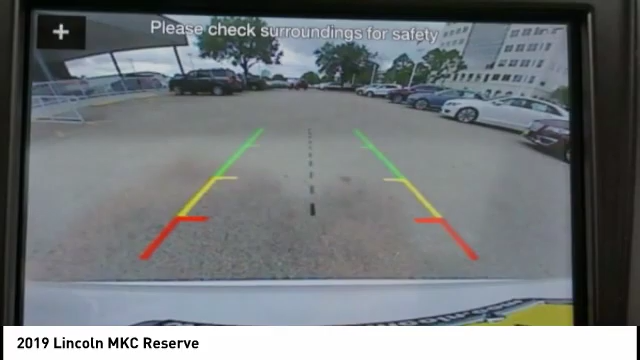 + Please check surroundings for safety
2019 Lincoln MKC Reserve